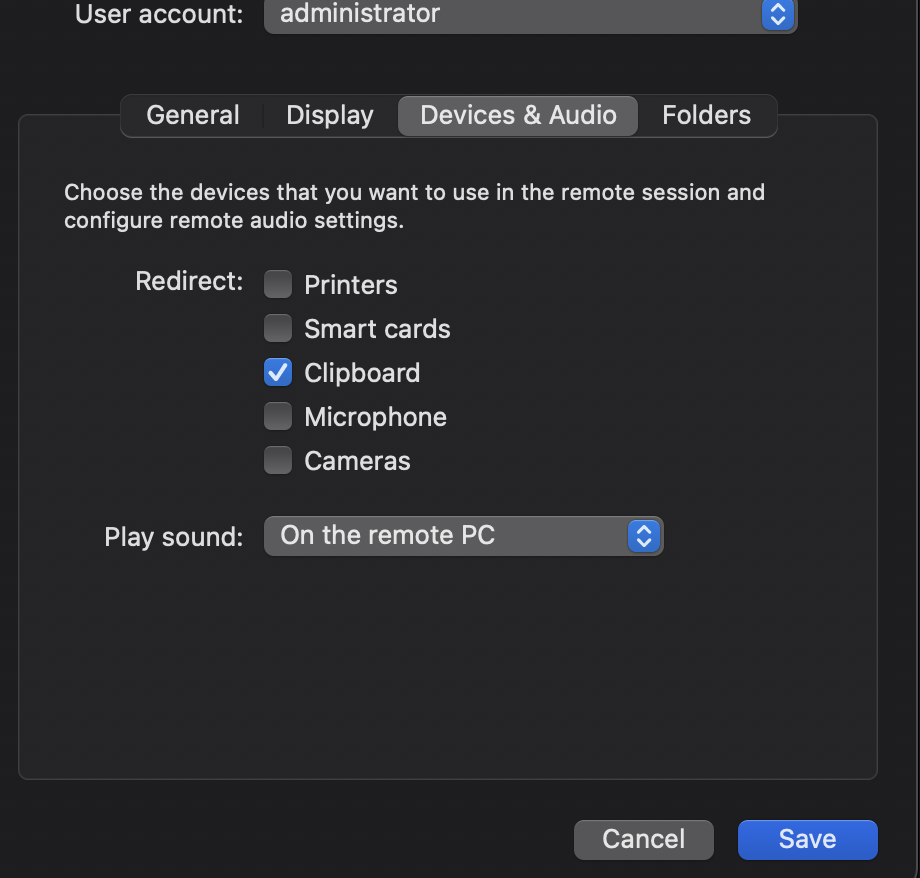 User account: administrator
General Display Devices & Audio Folders
Choose the devices that you want to use in the remote session and
configure remote audio settings.
Redirect: Printers
Smart cards
Clipboard
Microphone
Cameras
Play sound: On the remote PC
Cancel Save